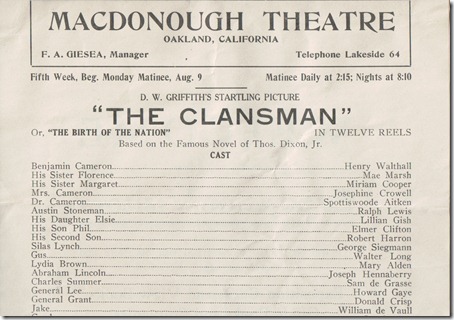 MACDONOUGH THEATRE
OAKLAND, CALIFORNIA
F. A. GIESEA, Manager Telephone Lakeside 64
Fifth Week, Beg. Monday Matinee, Aug. 9 Matinee Daily at 2:15; Nights at 8:10
D. W. GRIFFITH'S STARTLING PICTURE
"THE CLANSMAN"
Or, "THE BIRTH OF THE NATION" IN TWELVE REELS
Based on the Famous Novel of Thos. Dixon, Jr.
CAST
Benjamin Cameron Henry Walthall
His Sister Florence Mae Marsh
His Sister Margaret Miriam Cooper
Mrs. Cameron Josephine Crowell
Dr. Cameron Spottiswoode Aitken
Austin Stoneman Ralph Lewis
His Daughter Elsie Lillian Gish
His Son Phil Elmer Clifton
His Second Son Robert Harron
Silas Lynch George Siegmann
Gus Walter Long
Lydia Brown Mary Alden
Abraham Lincoln Joseph Hennaberry
Charles Summer Sam de Grasse
General Lee Howard Gaye
General Grant Donald Crisp
Jake William de Vaull